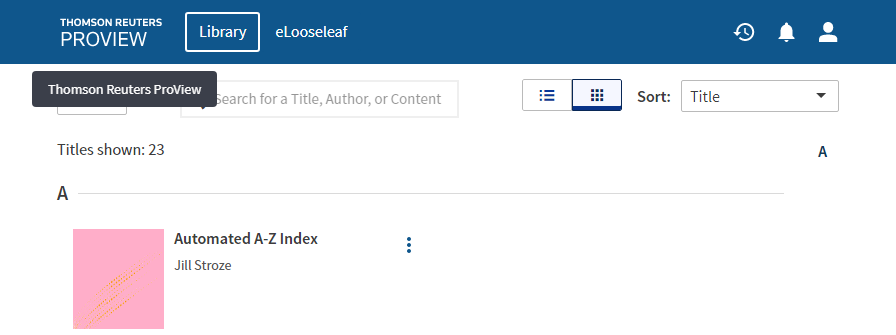 THOMSON REUTERS
PROVIEW
Library
eLooseleaf
Thomson Reuters ProView
Search for a Title, Author, or Content
Sort:
Title
Titles shown: 23
A
A
Automated A-Z Index
Jill Stroze